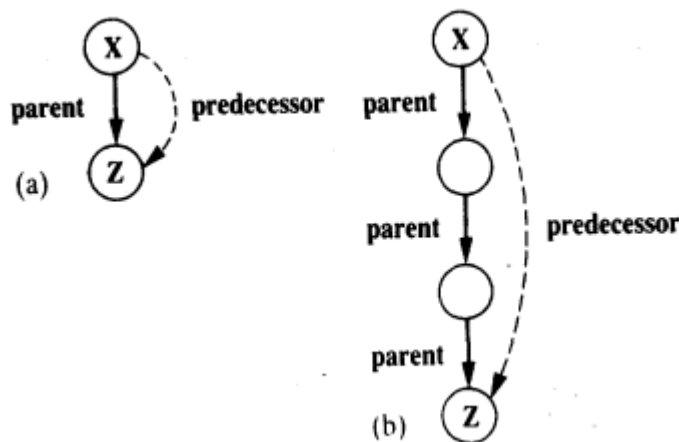 X
parent
predecessor
Z
(a)
X
parent
parent
predecessor
parent
Z
(b)